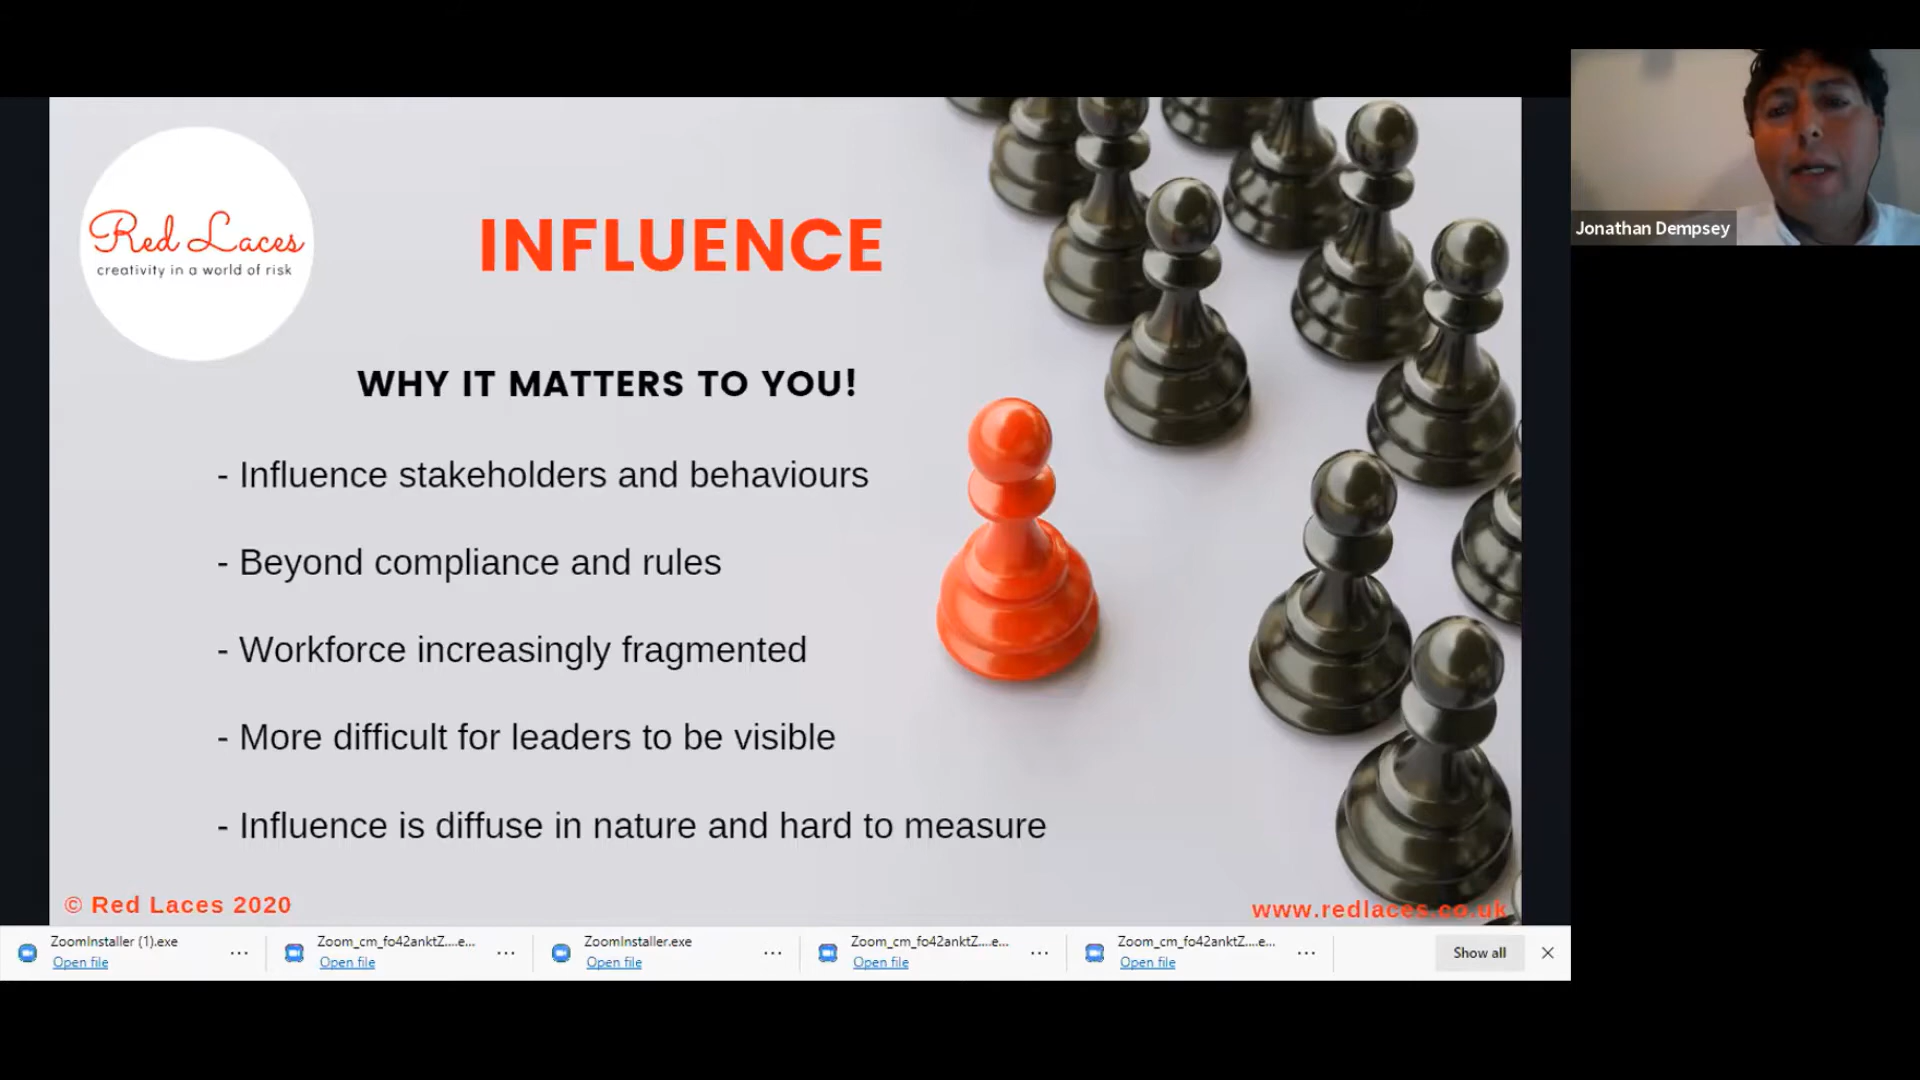 Red Laces
creativity in a world of risk
INFLUENCE
WHY IT MATTERS TO YOU!
- Influence stakeholders and behaviours
- Beyond compliance and rules
- Workforce increasingly fragmented
- More difficult for leaders to be visible
- Influence is diffuse in nature and hard to measure
© Red Laces 2020
www.redlaces.co.uk
Jonathan Dempsey
ZoomInstaller (1).exe
Open file
Zoom_cm_fo42anktZ....e...
Open file
ZoomInstaller.exe
Open file
Zoom_cm_fo42anktZ....e...
Open file
Zoom_cm_fo42anktZ....e...
Open file
Show all